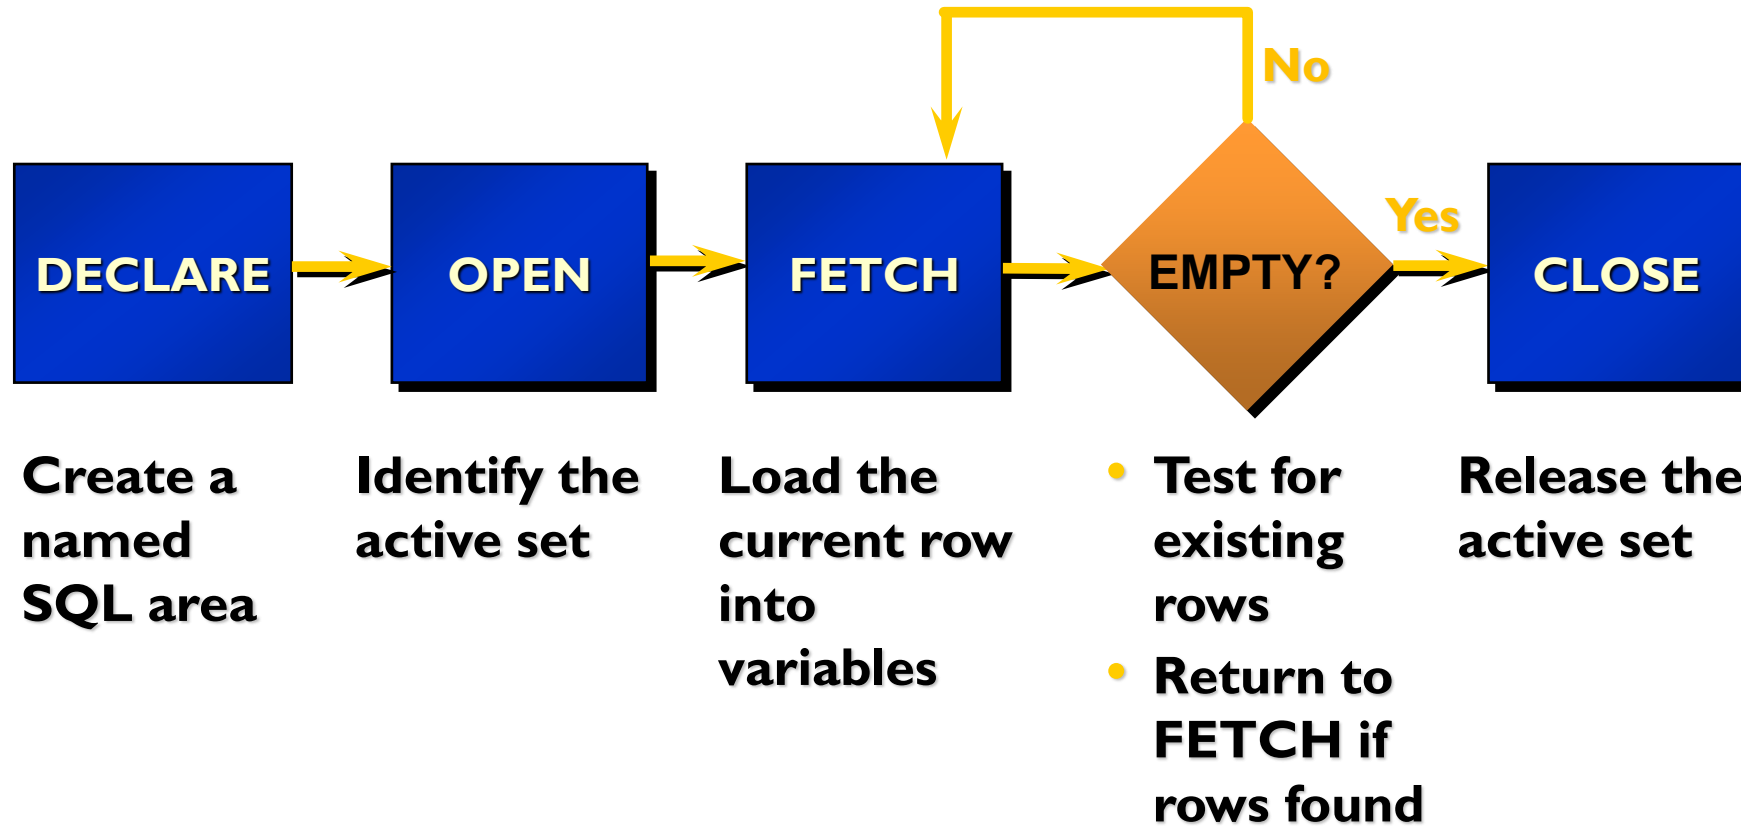 No
Yes
DECLARE
OPEN
FETCH
EMPTY?
CLOSE
Create a
named
SQL area
Identify the
active set
Load the
current row
into
variables
• Test for
existing
rows
• Return to
FETCH if
rows found
Release the
active set